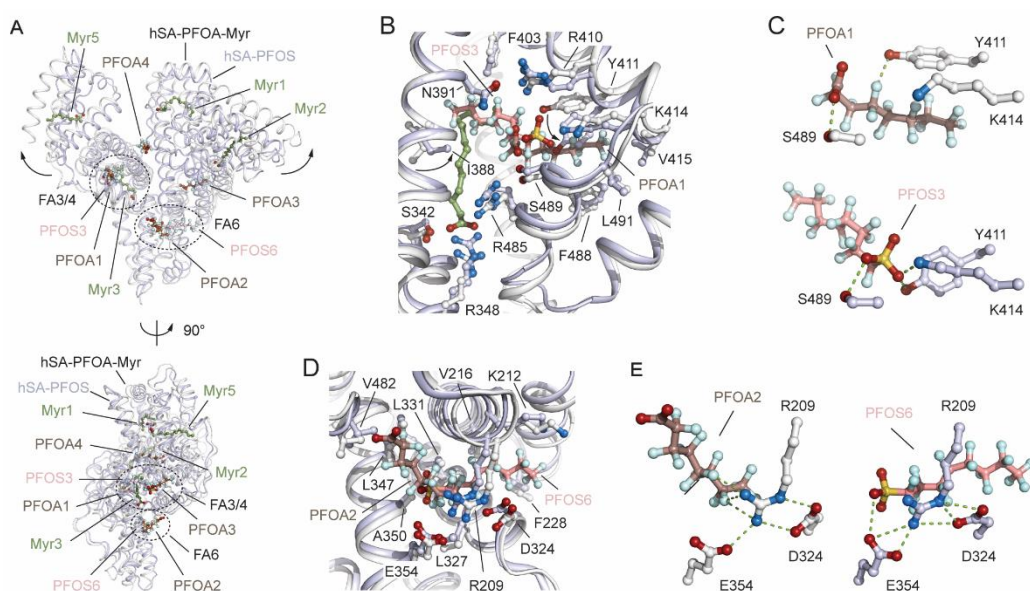 A
Myr5
PFOA4
hSA-PFOA-Myr
hSA-PFOS
Myr1
Myr2
FA3/4
PFOS3
PFOA1
Myr3
FA6
PFOA3
PFOS6
PFOA2
90°
hSA-PFOA-Myr
hSA-PFOS
Myr1
Myr5
PFOA4
Myr2
PFOS3
PFOA1
FA3/4
PFOA3
Myr3
FA6
PFOS6
PFOA2
B
F403
R410
PFOS3
Y411
N391
K414
I388
V415
PFOA1
S342
S489
L491
R485
F488
R348
C
PFOA1
Y411
K414
S489
PFOS3
Y411
S489
K414
D
V216
K212
V482
L331
L347
PFOS6
PFOA2
F228
A350
D324
E354
L327
R209
E
PFOA2
R209
D324
E354
PFOS6
R209
D324
E354